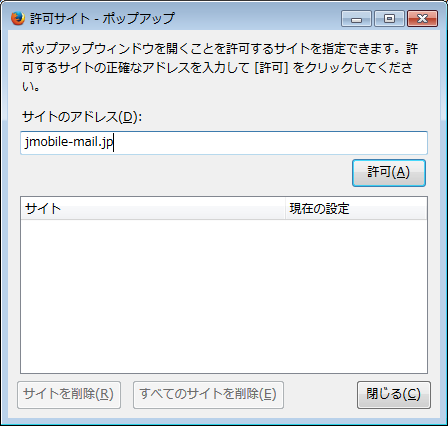 許可サイト - ポップアップ
ポップアップウィンドウを開くことを許可するサイトを指定できます。許
可するサイトの正確なアドレスを入力して [許可] をクリックしてくださ
い。
サイトのアドレス(D):
jmobile-mail.jp
許可(A)
サイト 現在の設定
サイトを削除(R) すべてのサイトを削除(E) 閉じる(C)